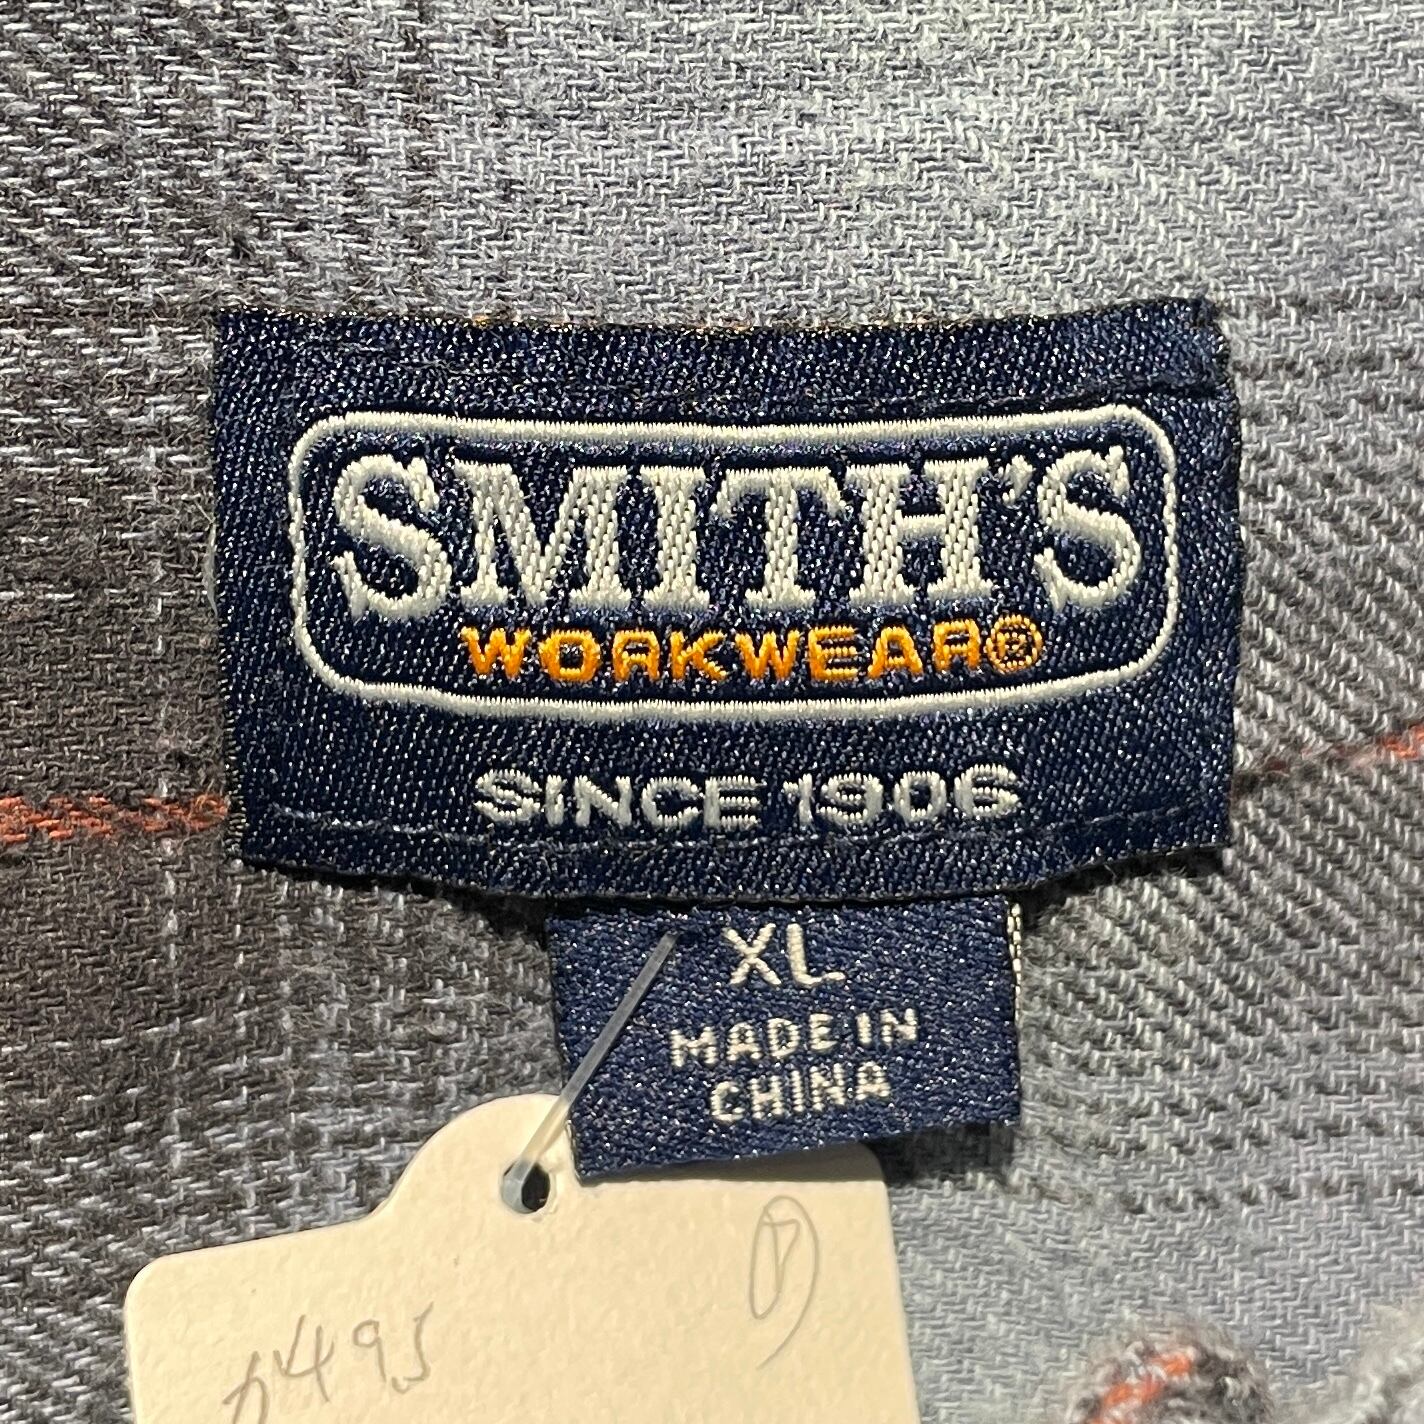 SMITH'S
WORKWEAR®
SINCE 1906
XL
MADE IN
CHINA